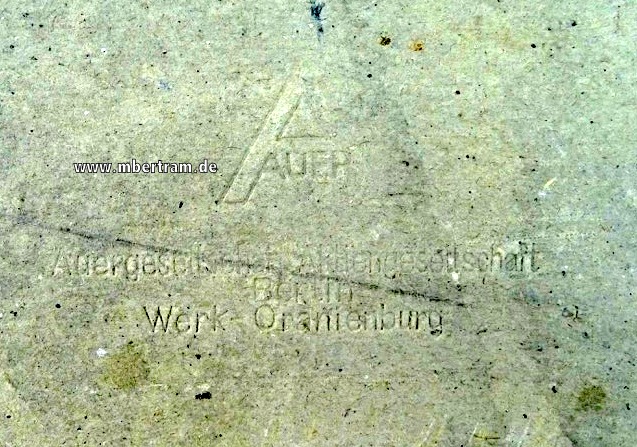 AUER
www.mbertram.de
Auergesellschaft Aktiengesellschaft
Berlin
Werk Oranienburg